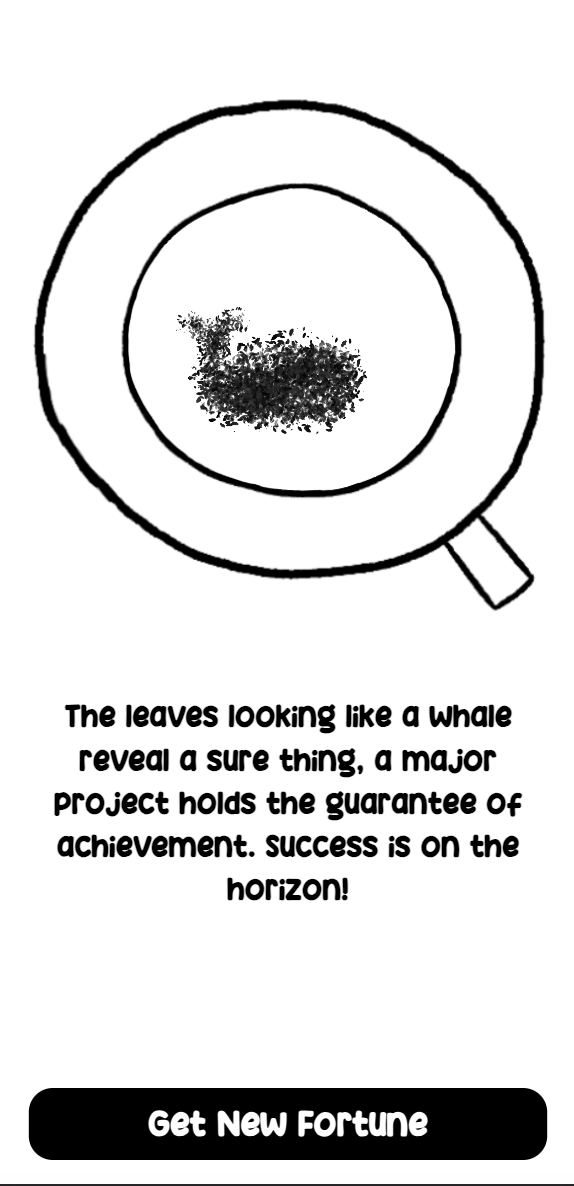 The leaves looking like a whale
reveal a sure thing, a major
project holds the guarantee of
achievement. Success is on the
horizon!
Get New Fortune